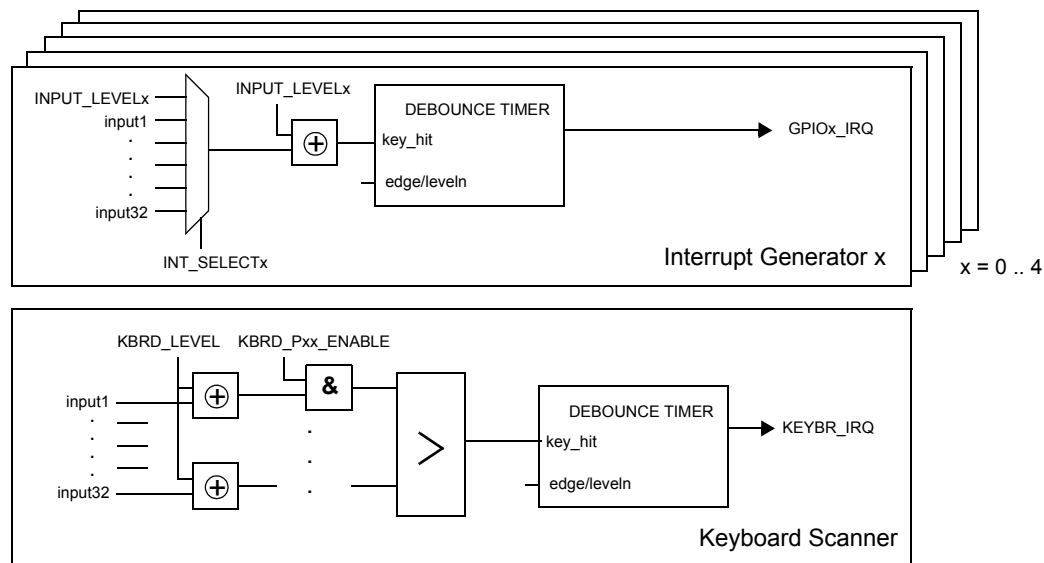 INPUT_LEVELx
INPUT_LEVELx
input1
.
.
.
.
input32
INT_SELECTx
DEBOUNCE TIMER
key_hit
edge/leveln
GPIOx_IRQ
Interrupt Generator x
x = 0 .. 4
KBRD_LEVEL
KBRD_Pxx_ENABLE
&
input1
.
.
.
.
input32
.
.
.
>
DEBOUNCE TIMER
key_hit
edge/leveln
KEYBR_IRQ
Keyboard Scanner